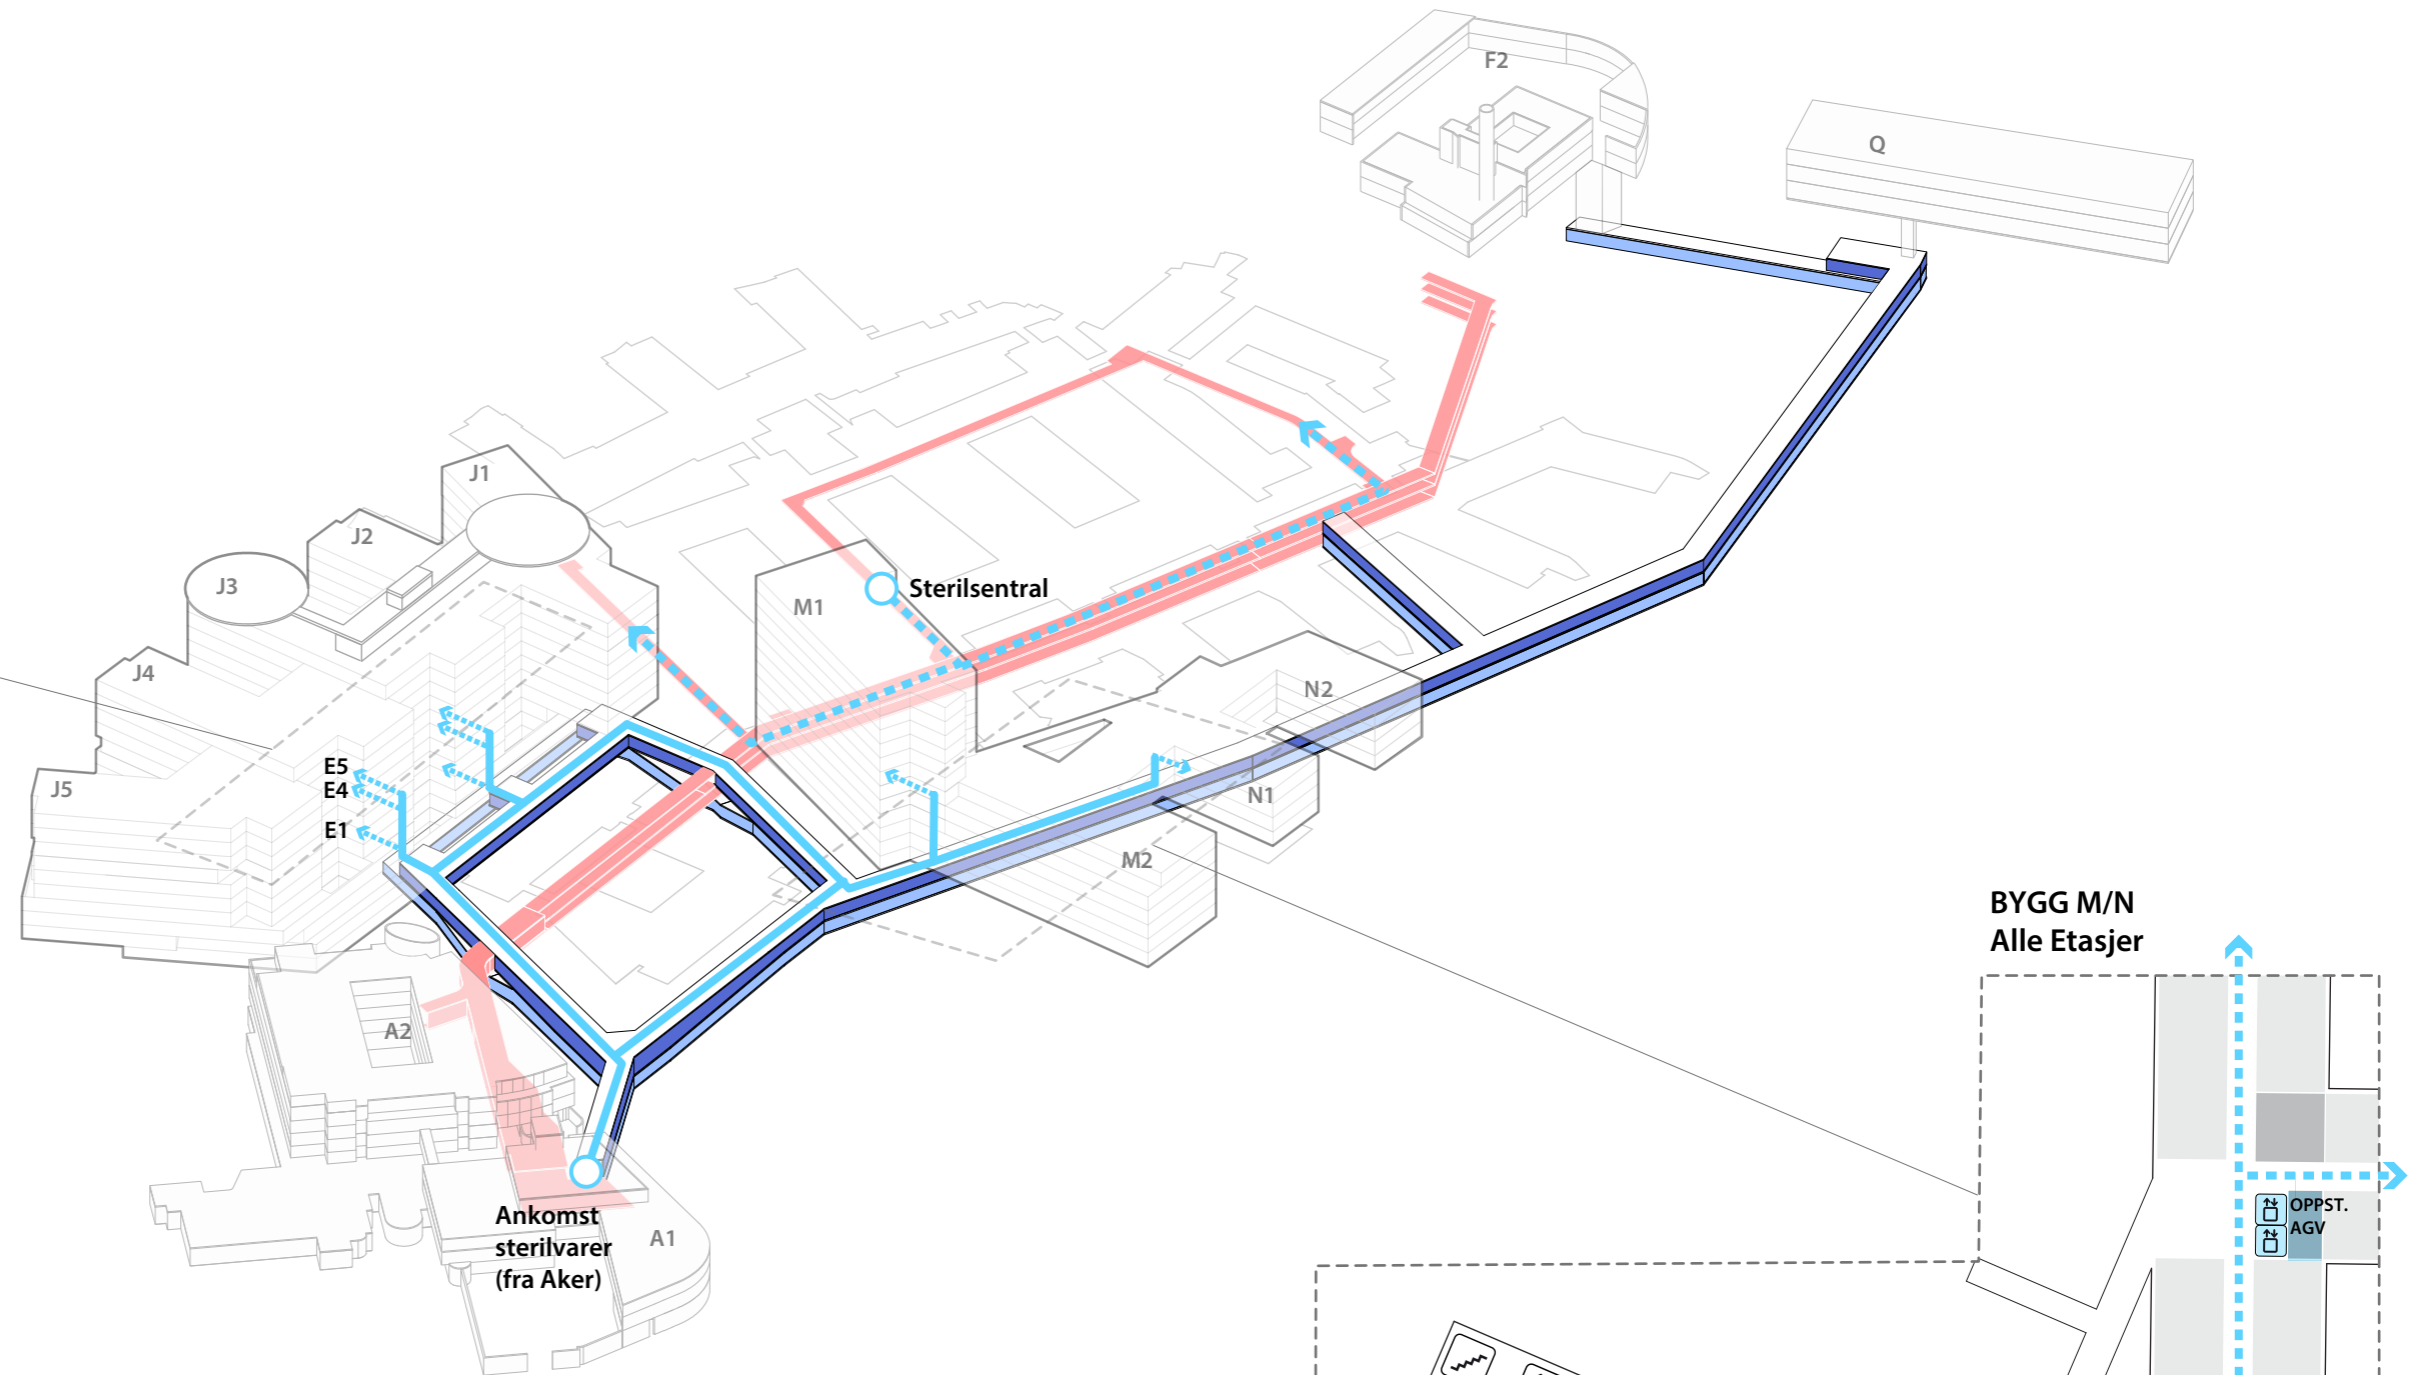 F2
Q
J1
J2
J3
Sterilsentral
M1
J4
N2
E5
E4
J5
N1
E1
M2
BYGG M/N
Alle Etasjer
A2
OPPST.
AGV
Ankomst
sterilvarer
(fra Aker)
A1